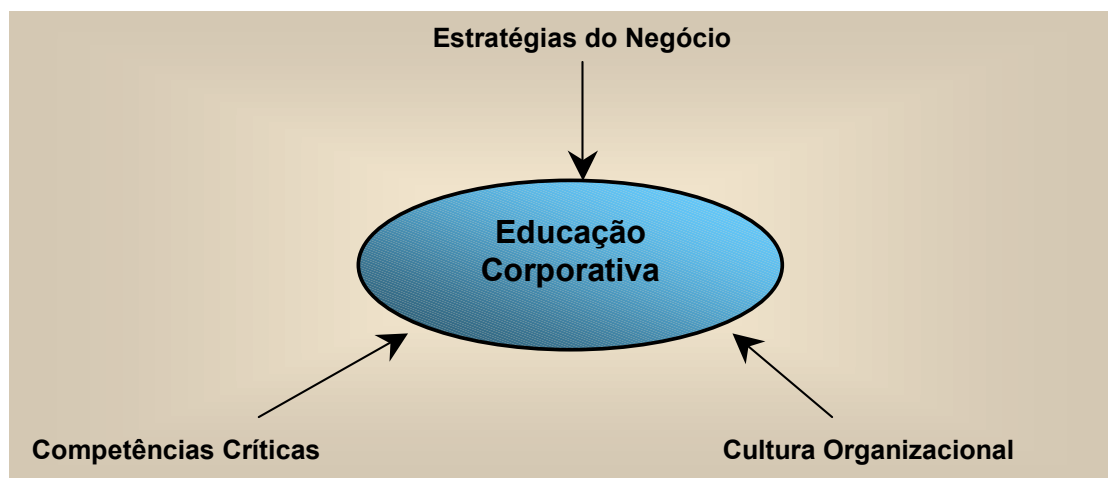 Estratégias do Negócio
Educação
Corporativa
Competências Críticas
Cultura Organizacional